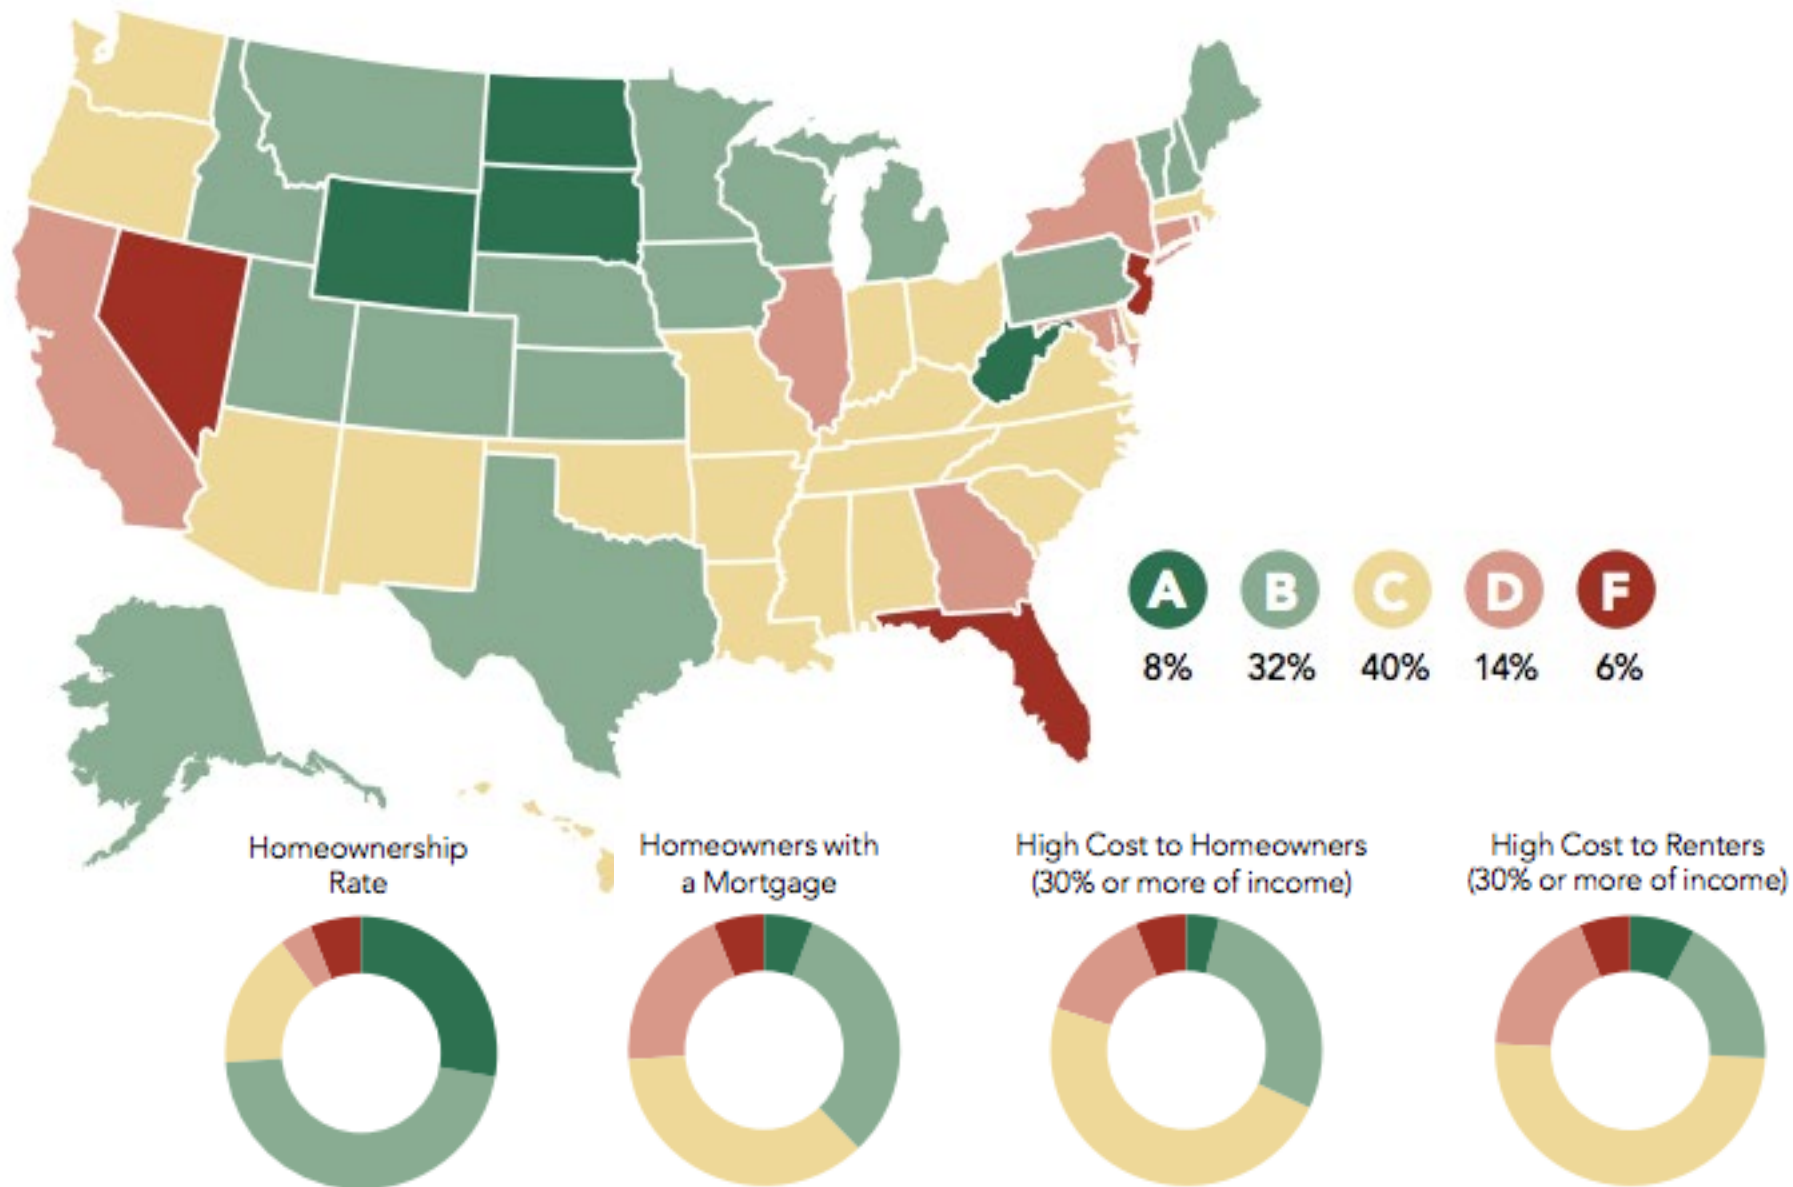 A B C D F
8% 32% 40% 14% 6%
Homeownership
Rate
Homeowners with
a Mortgage
High Cost to Homeowners
(30% or more of income)
High Cost to Renters
(30% or more of income)